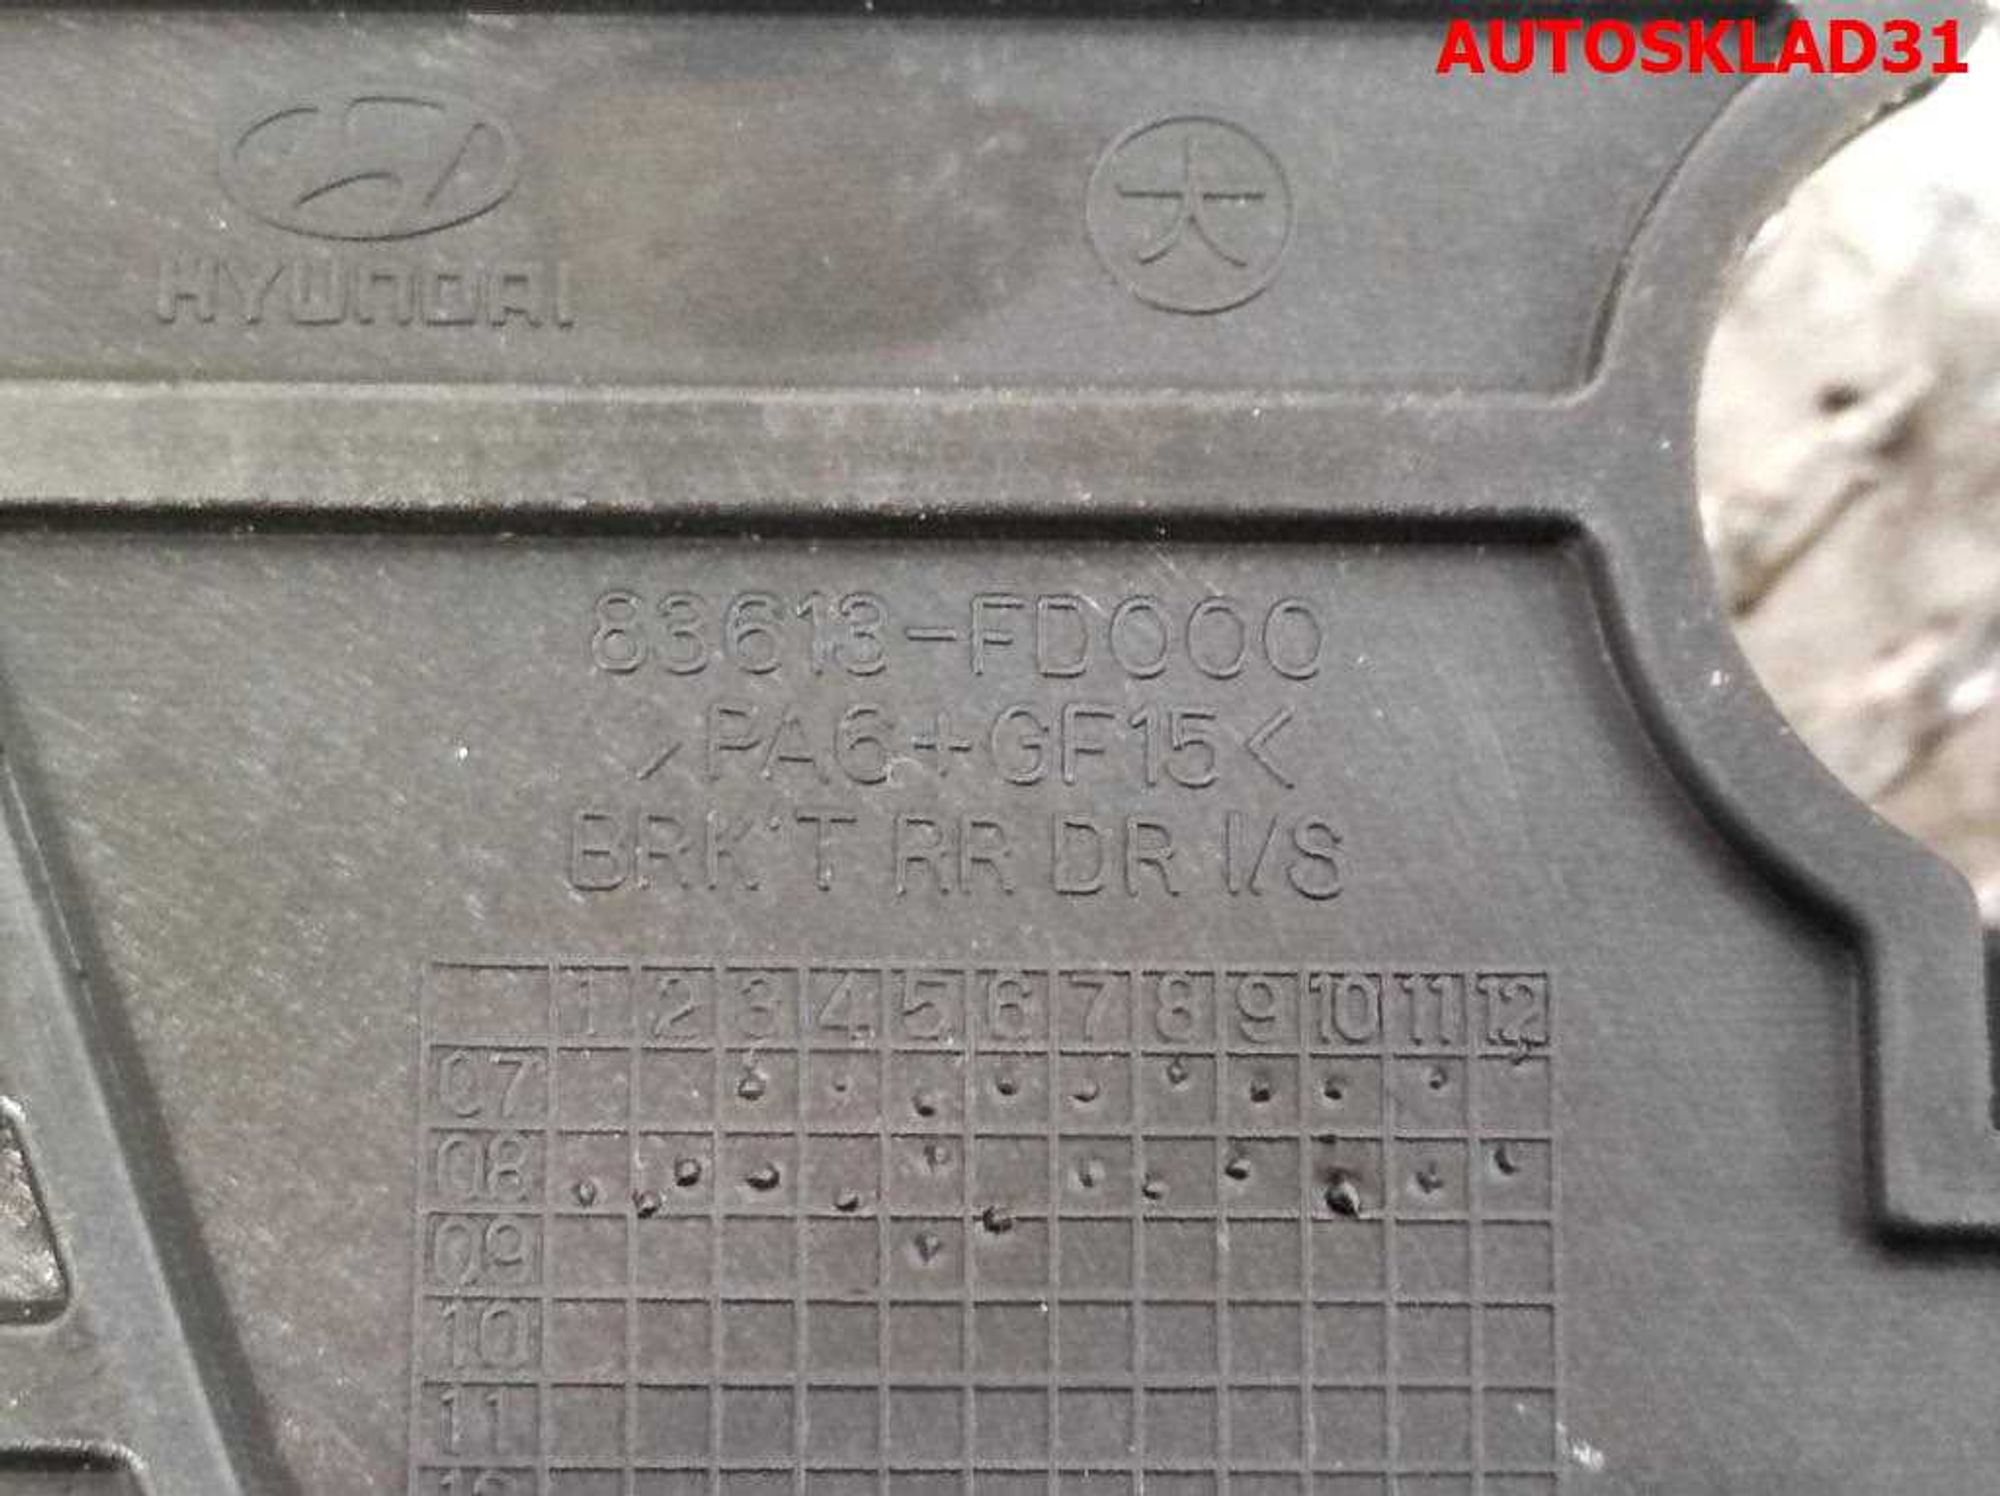 AUTOSKLAD31
大
HYUNDAI
83613-FD000
>PA6+GF15<
BRK'T RR DR I/S
1 2 3 4 5 6 7 8 9 10 11 12
07
08
09
10
11